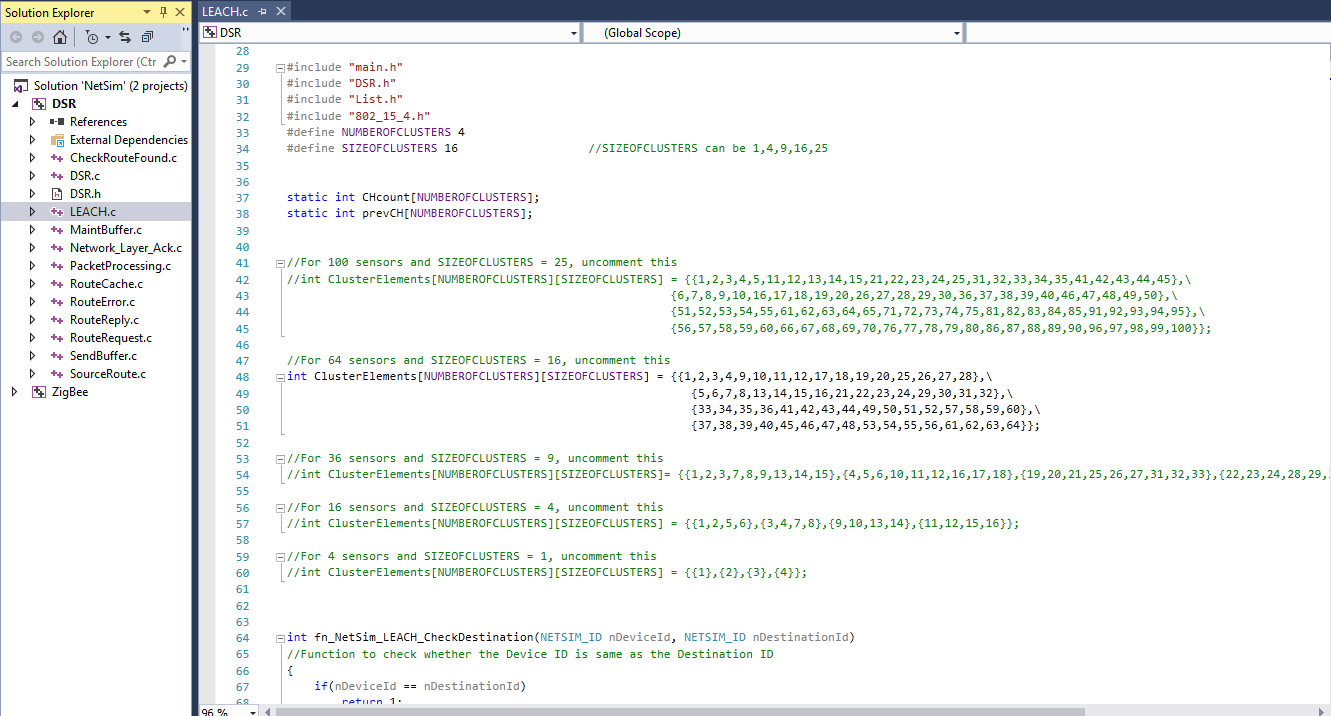 Solution Explorer
Search Solution Explorer (Ctr
Solution 'NetSim' (2 projects)
DSR
References
External Dependencies
CheckRouteFound.c
DSR.c
DSR.h
LEACH.c
MaintBuffer.c
Network_Layer_Ack.c
PacketProcessing.c
RouteCache.c
RouteError.c
RouteReply.c
RouteRequest.c
SendBuffer.c
SourceRoute.c
ZigBee
LEACH.c
DSR (Global Scope)
28
29 #include "main.h"
30 #include "DSR.h"
31 #include "List.h"
32 #include "802_15_4.h"
33 #define NUMBEROFCLUSTERS 4
34 #define SIZEOFCLUSTERS 16 //SIZEOFCLUSTERS can be 1,4,9,16,25
35
36
37 static int CHcount[NUMBEROFCLUSTERS];
38 static int prevCH[NUMBEROFCLUSTERS];
39
40
41 //For 100 sensors and SIZEOFCLUSTERS = 25, uncomment this
42 //int ClusterElements[NUMBEROFCLUSTERS][SIZEOFCLUSTERS] = {{1,2,3,4,5,11,12,13,14,15,21,22,23,24,25,31,32,33,34,35,41,42,43,44,45},\
43 {6,7,8,9,10,16,17,18,19,20,26,27,28,29,30,36,37,38,39,40,46,47,48,49,50},\
44 {51,52,53,54,55,61,62,63,64,65,71,72,73,74,75,81,82,83,84,85,91,92,93,94,95},\
45 {56,57,58,59,60,66,67,68,69,70,76,77,78,79,80,86,87,88,89,90,96,97,98,99,100}};
46
47 //For 64 sensors and SIZEOFCLUSTERS = 16, uncomment this
48 int ClusterElements[NUMBEROFCLUSTERS][SIZEOFCLUSTERS] = {{1,2,3,4,9,10,11,12,17,18,19,20,25,26,27,28},\
49 {5,6,7,8,13,14,15,16,21,22,23,24,29,30,31,32},\
50 {33,34,35,36,41,42,43,44,49,50,51,52,57,58,59,60},\
51 {37,38,39,40,45,46,47,48,53,54,55,56,61,62,63,64}};
52
53 //For 36 sensors and SIZEOFCLUSTERS = 9, uncomment this
54 //int ClusterElements[NUMBEROFCLUSTERS][SIZEOFCLUSTERS]= {{1,2,3,7,8,9,13,14,15},{4,5,6,10,11,12,16,17,18},{19,20,21,25,26,27,31,32,33},{22,23,24,28,29,
55
56 //For 16 sensors and SIZEOFCLUSTERS = 4, uncomment this
57 //int ClusterElements[NUMBEROFCLUSTERS][SIZEOFCLUSTERS] = {{1,2,5,6},{3,4,7,8},{9,10,13,14},{11,12,15,16}};
58
59 //For 4 sensors and SIZEOFCLUSTERS = 1, uncomment this
60 //int ClusterElements[NUMBEROFCLUSTERS][SIZEOFCLUSTERS] = {{1},{2},{3},{4}};
61
62
63
64 int fn_NetSim_LEACH_CheckDestination(NETSIM_ID nDeviceId, NETSIM_ID nDestinationId)
65 //Function to check whether the Device ID is same as the Destination ID
66 {
67 if(nDeviceId == nDestinationId)
68 return 1;
96 %